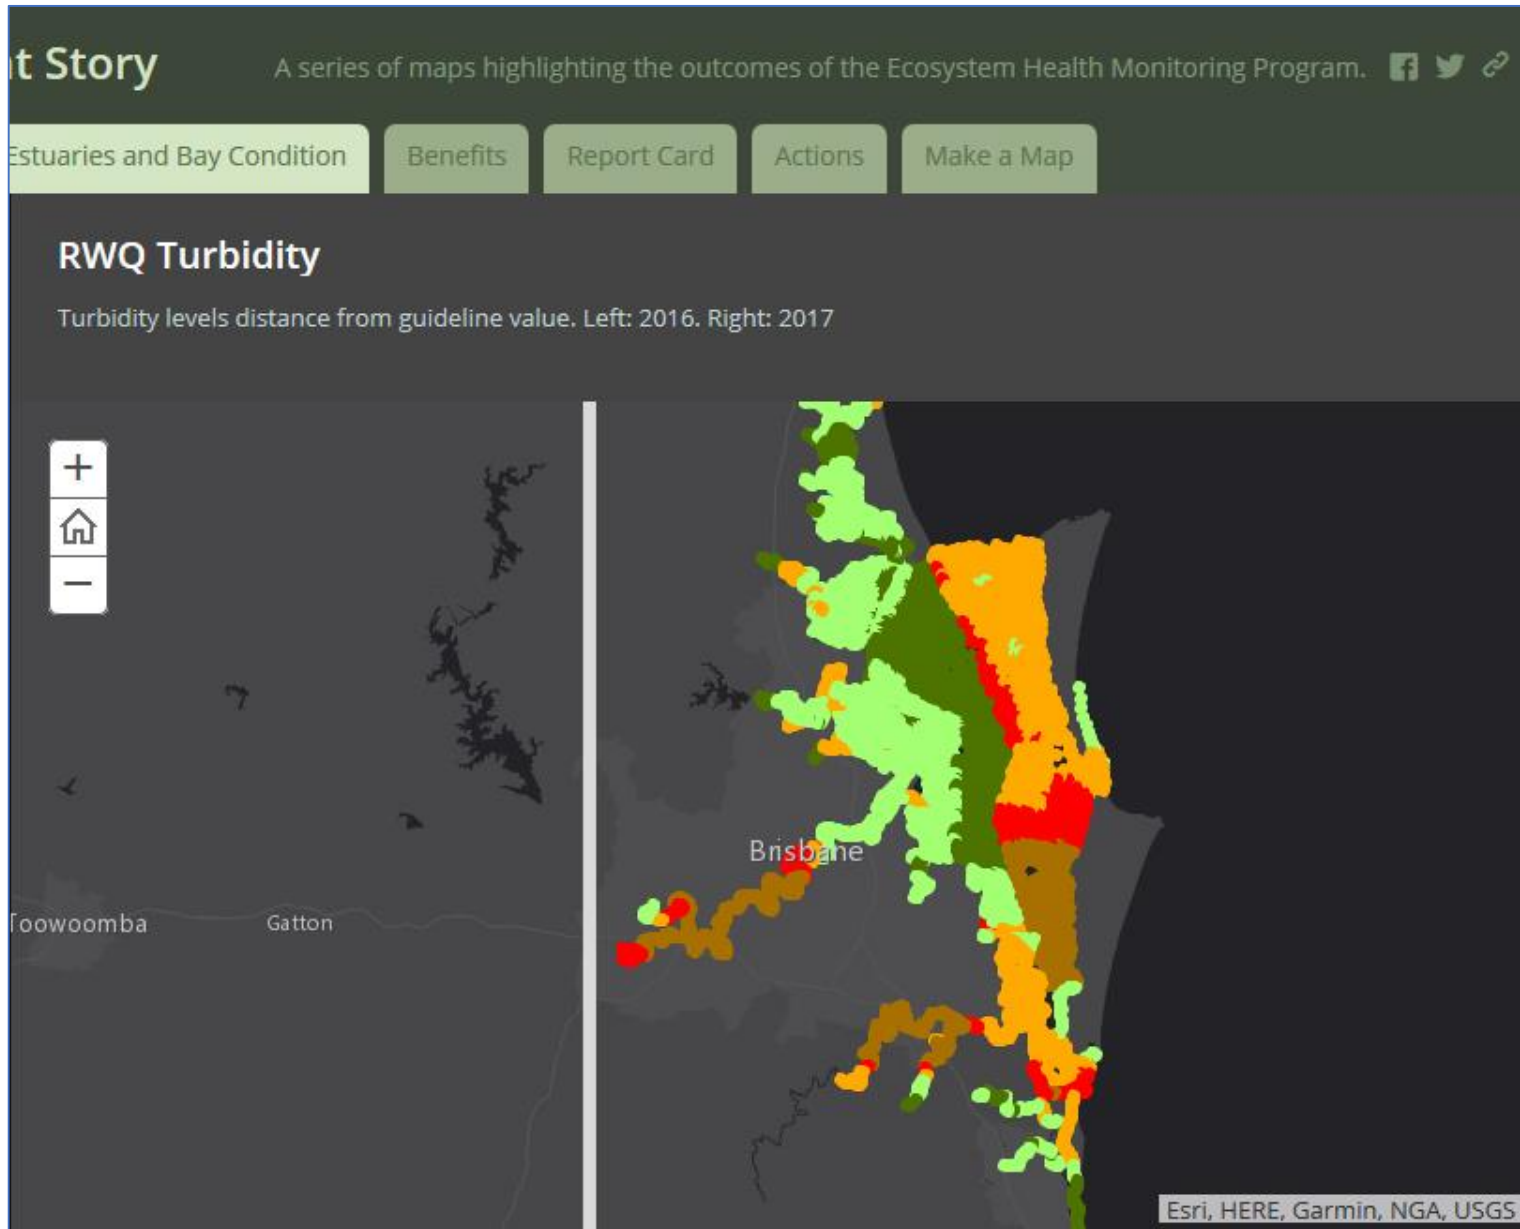 t Story
A series of maps highlighting the outcomes of the Ecosystem Health Monitoring Program.
Estuaries and Bay Condition
Benefits
Report Card
Actions
Make a Map
RWQ Turbidity
Turbidity levels distance from guideline value. Left: 2016. Right: 2017
+
−
Brisbane
Toowoomba
Gatton
Esri, HERE, Garmin, NGA, USGS